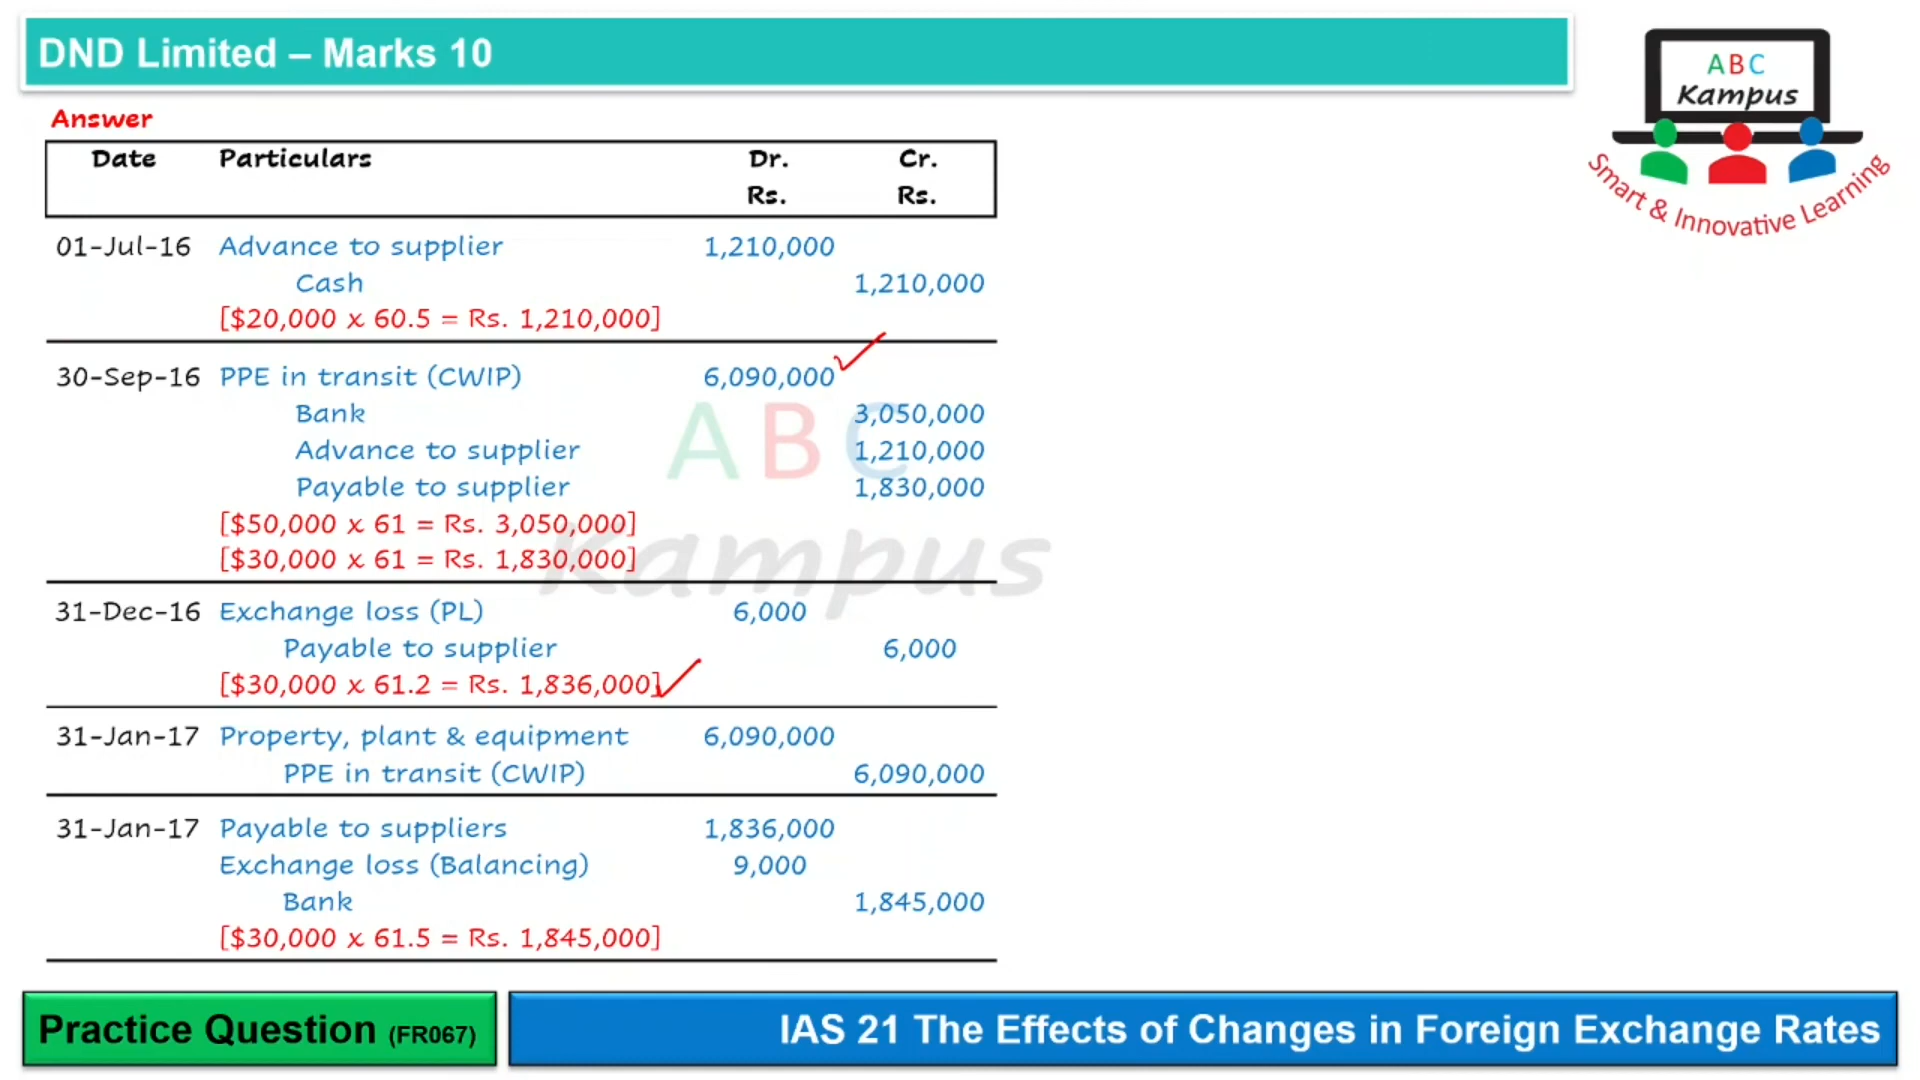 DND Limited – Marks 10
ABC
Kampus
Smart & Innovative Learning
Answer
Date Particulars Dr. Cr.
Rs. Rs.
01-Jul-16 Advance to supplier 1,210,000
Cash 1,210,000
[$20,000 x 60.5 = Rs. 1,210,000]
30-Sep-16 PPE in transit (CWIP) 6,090,000
Bank 3,050,000
Advance to supplier 1,210,000
Payable to supplier 1,830,000
[$50,000 x 61 = Rs. 3,050,000]
[$30,000 x 61 = Rs. 1,830,000]
ABC
Kampus
31-Dec-16 Exchange loss (PL) 6,000
Payable to supplier 6,000
[$30,000 x 61.2 = Rs. 1,836,000]
31-Jan-17 Property, plant & equipment 6,090,000
PPE in transit (CWIP) 6,090,000
31-Jan-17 Payable to suppliers 1,836,000
Exchange loss (Balancing) 9,000
Bank 1,845,000
[$30,000 x 61.5 = Rs. 1,845,000]
Practice Question (FR067)
IAS 21 The Effects of Changes in Foreign Exchange Rates